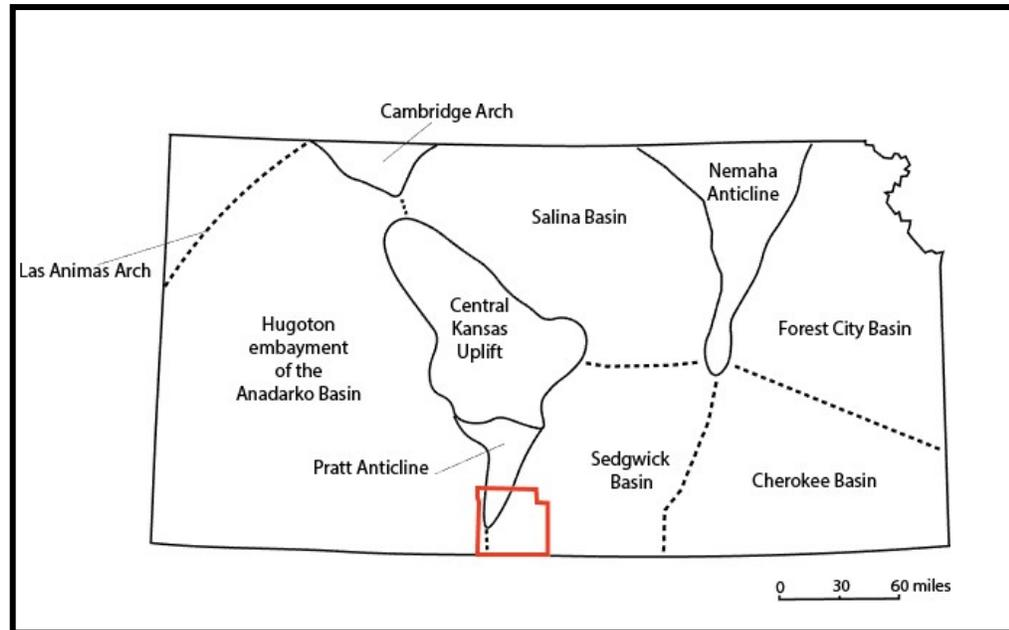 Cambridge Arch
Nemaha
Anticline
Salina Basin
Las Animas Arch
Central
Kansas
Uplift
Hugoton
embayment
of the
Anadarko Basin
Forest City Basin
Pratt Anticline
Sedgwick
Basin
Cherokee Basin
0 30 60 miles